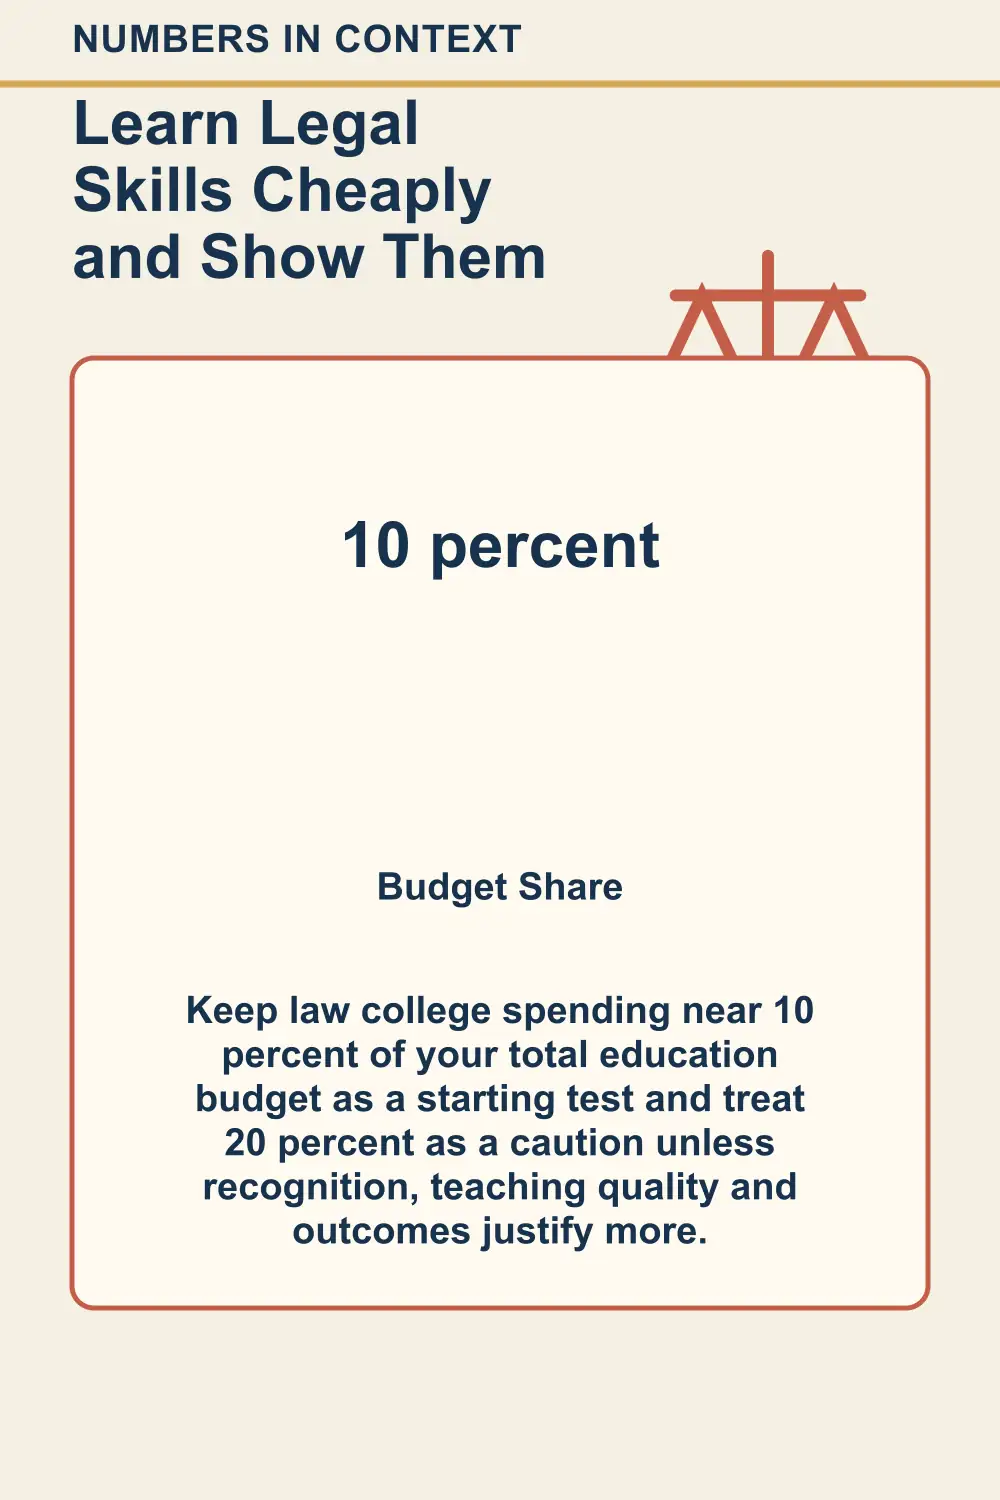 NUMBERS IN CONTEXT
Learn Legal
Skills Cheaply
and Show Them
10 percent
Budget Share
Keep law college spending near 10
percent of your total education
budget as a starting test and treat
20 percent as a caution unless
recognition, teaching quality and
outcomes justify more.